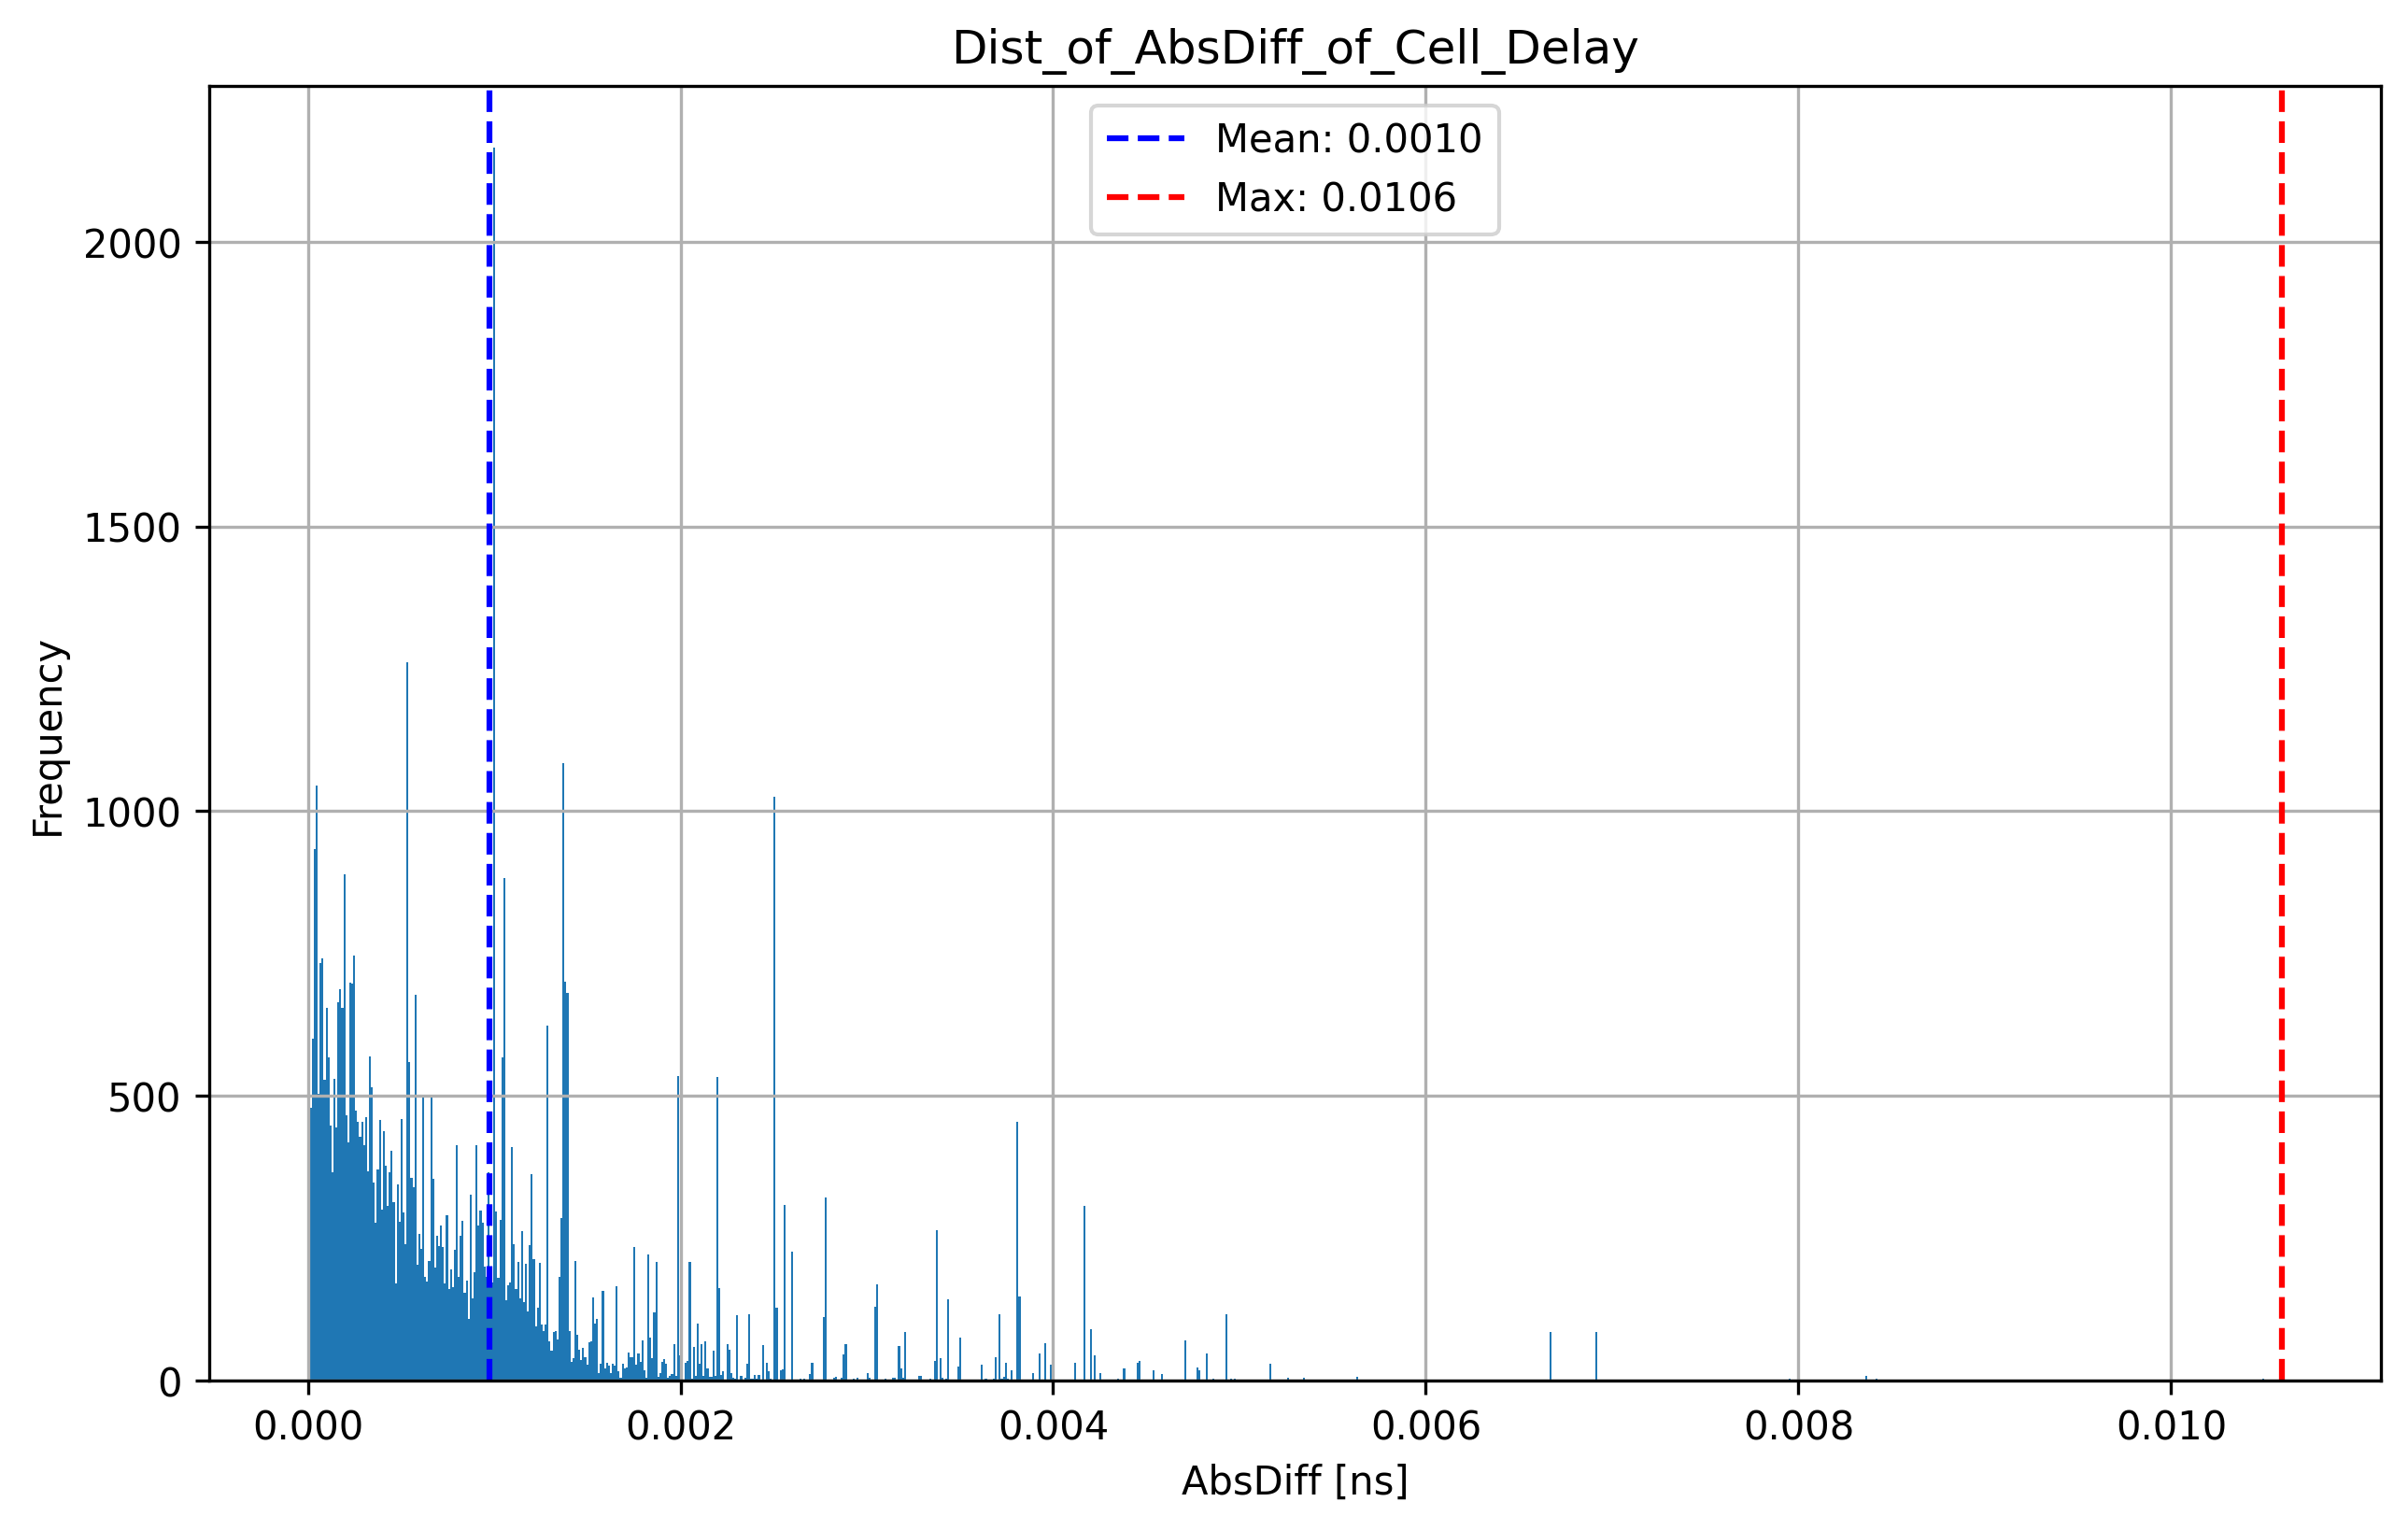 Dist_of_AbsDiff_of_Cell_Delay
Mean: 0.0010
Max: 0.0106
Frequency
2000
1500
1000
500
0
0.000 0.002 0.004 0.006 0.008 0.010
AbsDiff [ns]